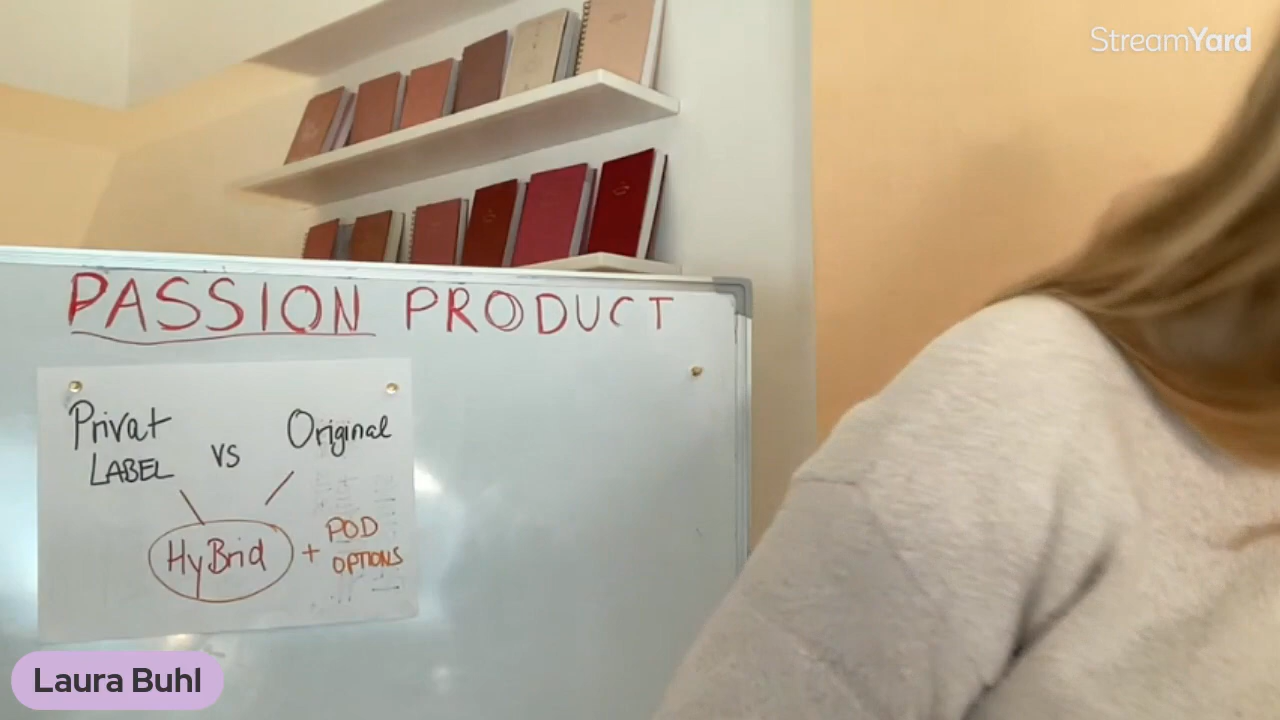 StreamYard
PASSION PRODUCT
Privat
LABEL
vs
Original
HyBrid
+ POD
OPTIONS
Laura Buhl